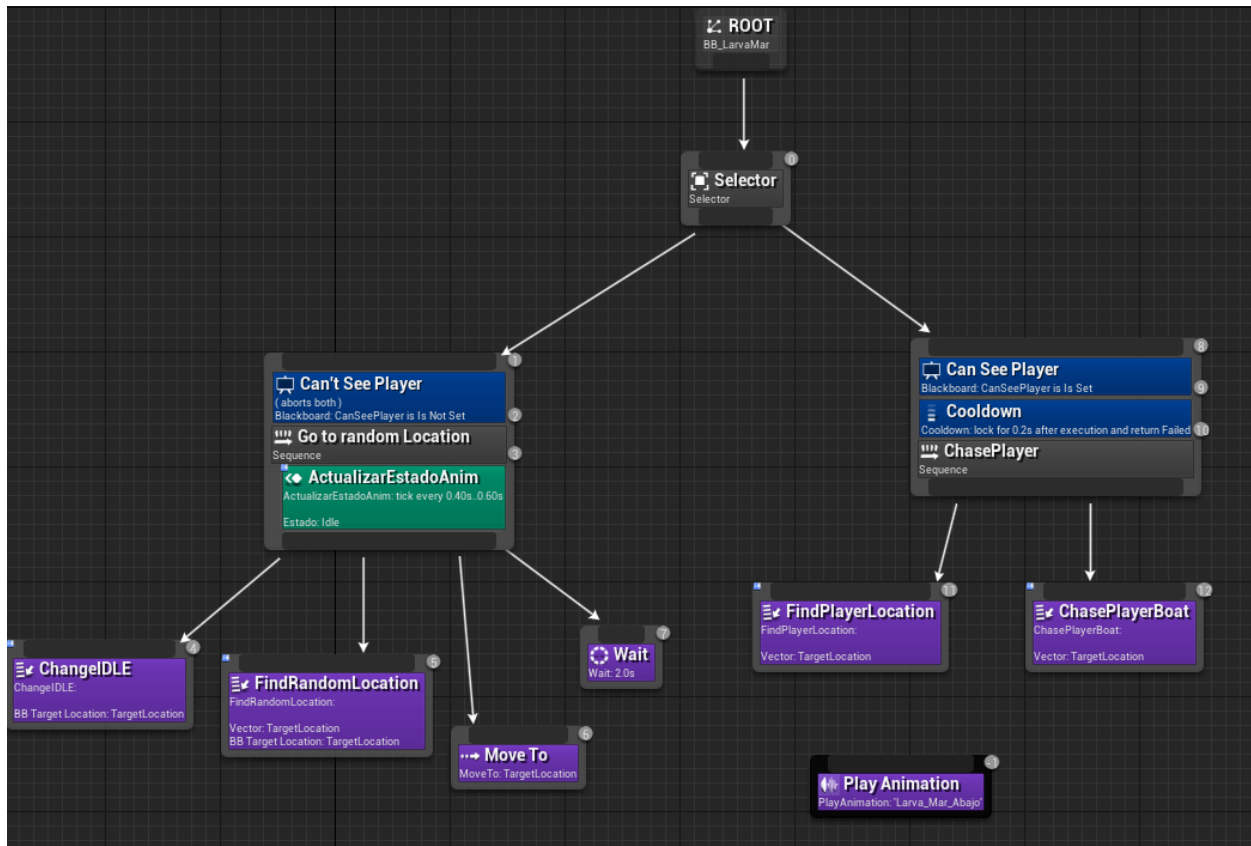 ROOT
BB_LarvaMar
0
Selector
Selector
1
Can't See Player
( aborts both )
Blackboard: CanSeePlayer is Is Not Set
2
Go to random Location
Sequence
3
ActualizarEstadoAnim
ActualizarEstadoAnim: tick every 0.40s..0.60s
Estado: Idle
8
Can See Player
Blackboard: CanSeePlayer is Is Set
9
Cooldown
Cooldown: lock for 0.2s after execution and return Failed
10
ChasePlayer
Sequence
4
ChangeIDLE
ChangeIDLE:
BB Target Location: TargetLocation
5
FindRandomLocation
FindRandomLocation:
Vector: TargetLocation
BB Target Location: TargetLocation
6
Move To
MoveTo: TargetLocation
7
Wait
Wait: 2.0s
11
FindPlayerLocation
FindPlayerLocation:
Vector: TargetLocation
12
ChasePlayerBoat
ChasePlayerBoat:
Vector: TargetLocation
-1
Play Animation
PlayAnimation: 'Larva_Mar_Abajo'